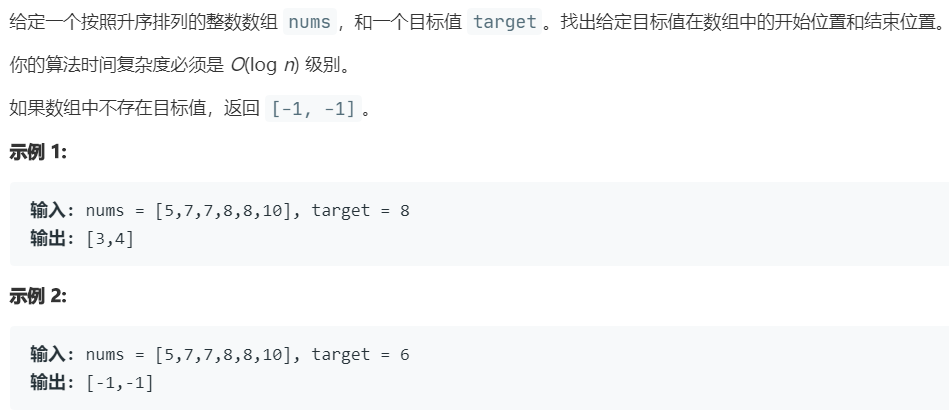 给定一个按照升序排列的整数数组 nums，和一个目标值 target。找出给定目标值在数组中的开始位置和结束位置。
你的算法时间复杂度必须是 O(log n) 级别。
如果数组中不存在目标值，返回 [-1, -1]。
示例 1:
输入: nums = [5,7,7,8,8,10], target = 8
输出: [3,4]
示例 2:
输入: nums = [5,7,7,8,8,10], target = 6
输出: [-1,-1]